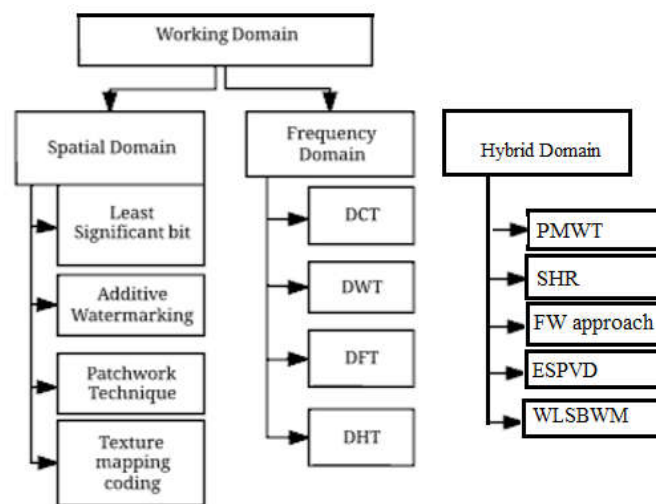 Working Domain
Spatial Domain
Least
Significant bit
Additive
Watermarking
Patchwork
Technique
Texture
mapping
coding
Frequency
Domain
DCT
DWT
DFT
DHT
Hybrid Domain
PMWT
SHR
FW approach
ESPVD
WLSBWM